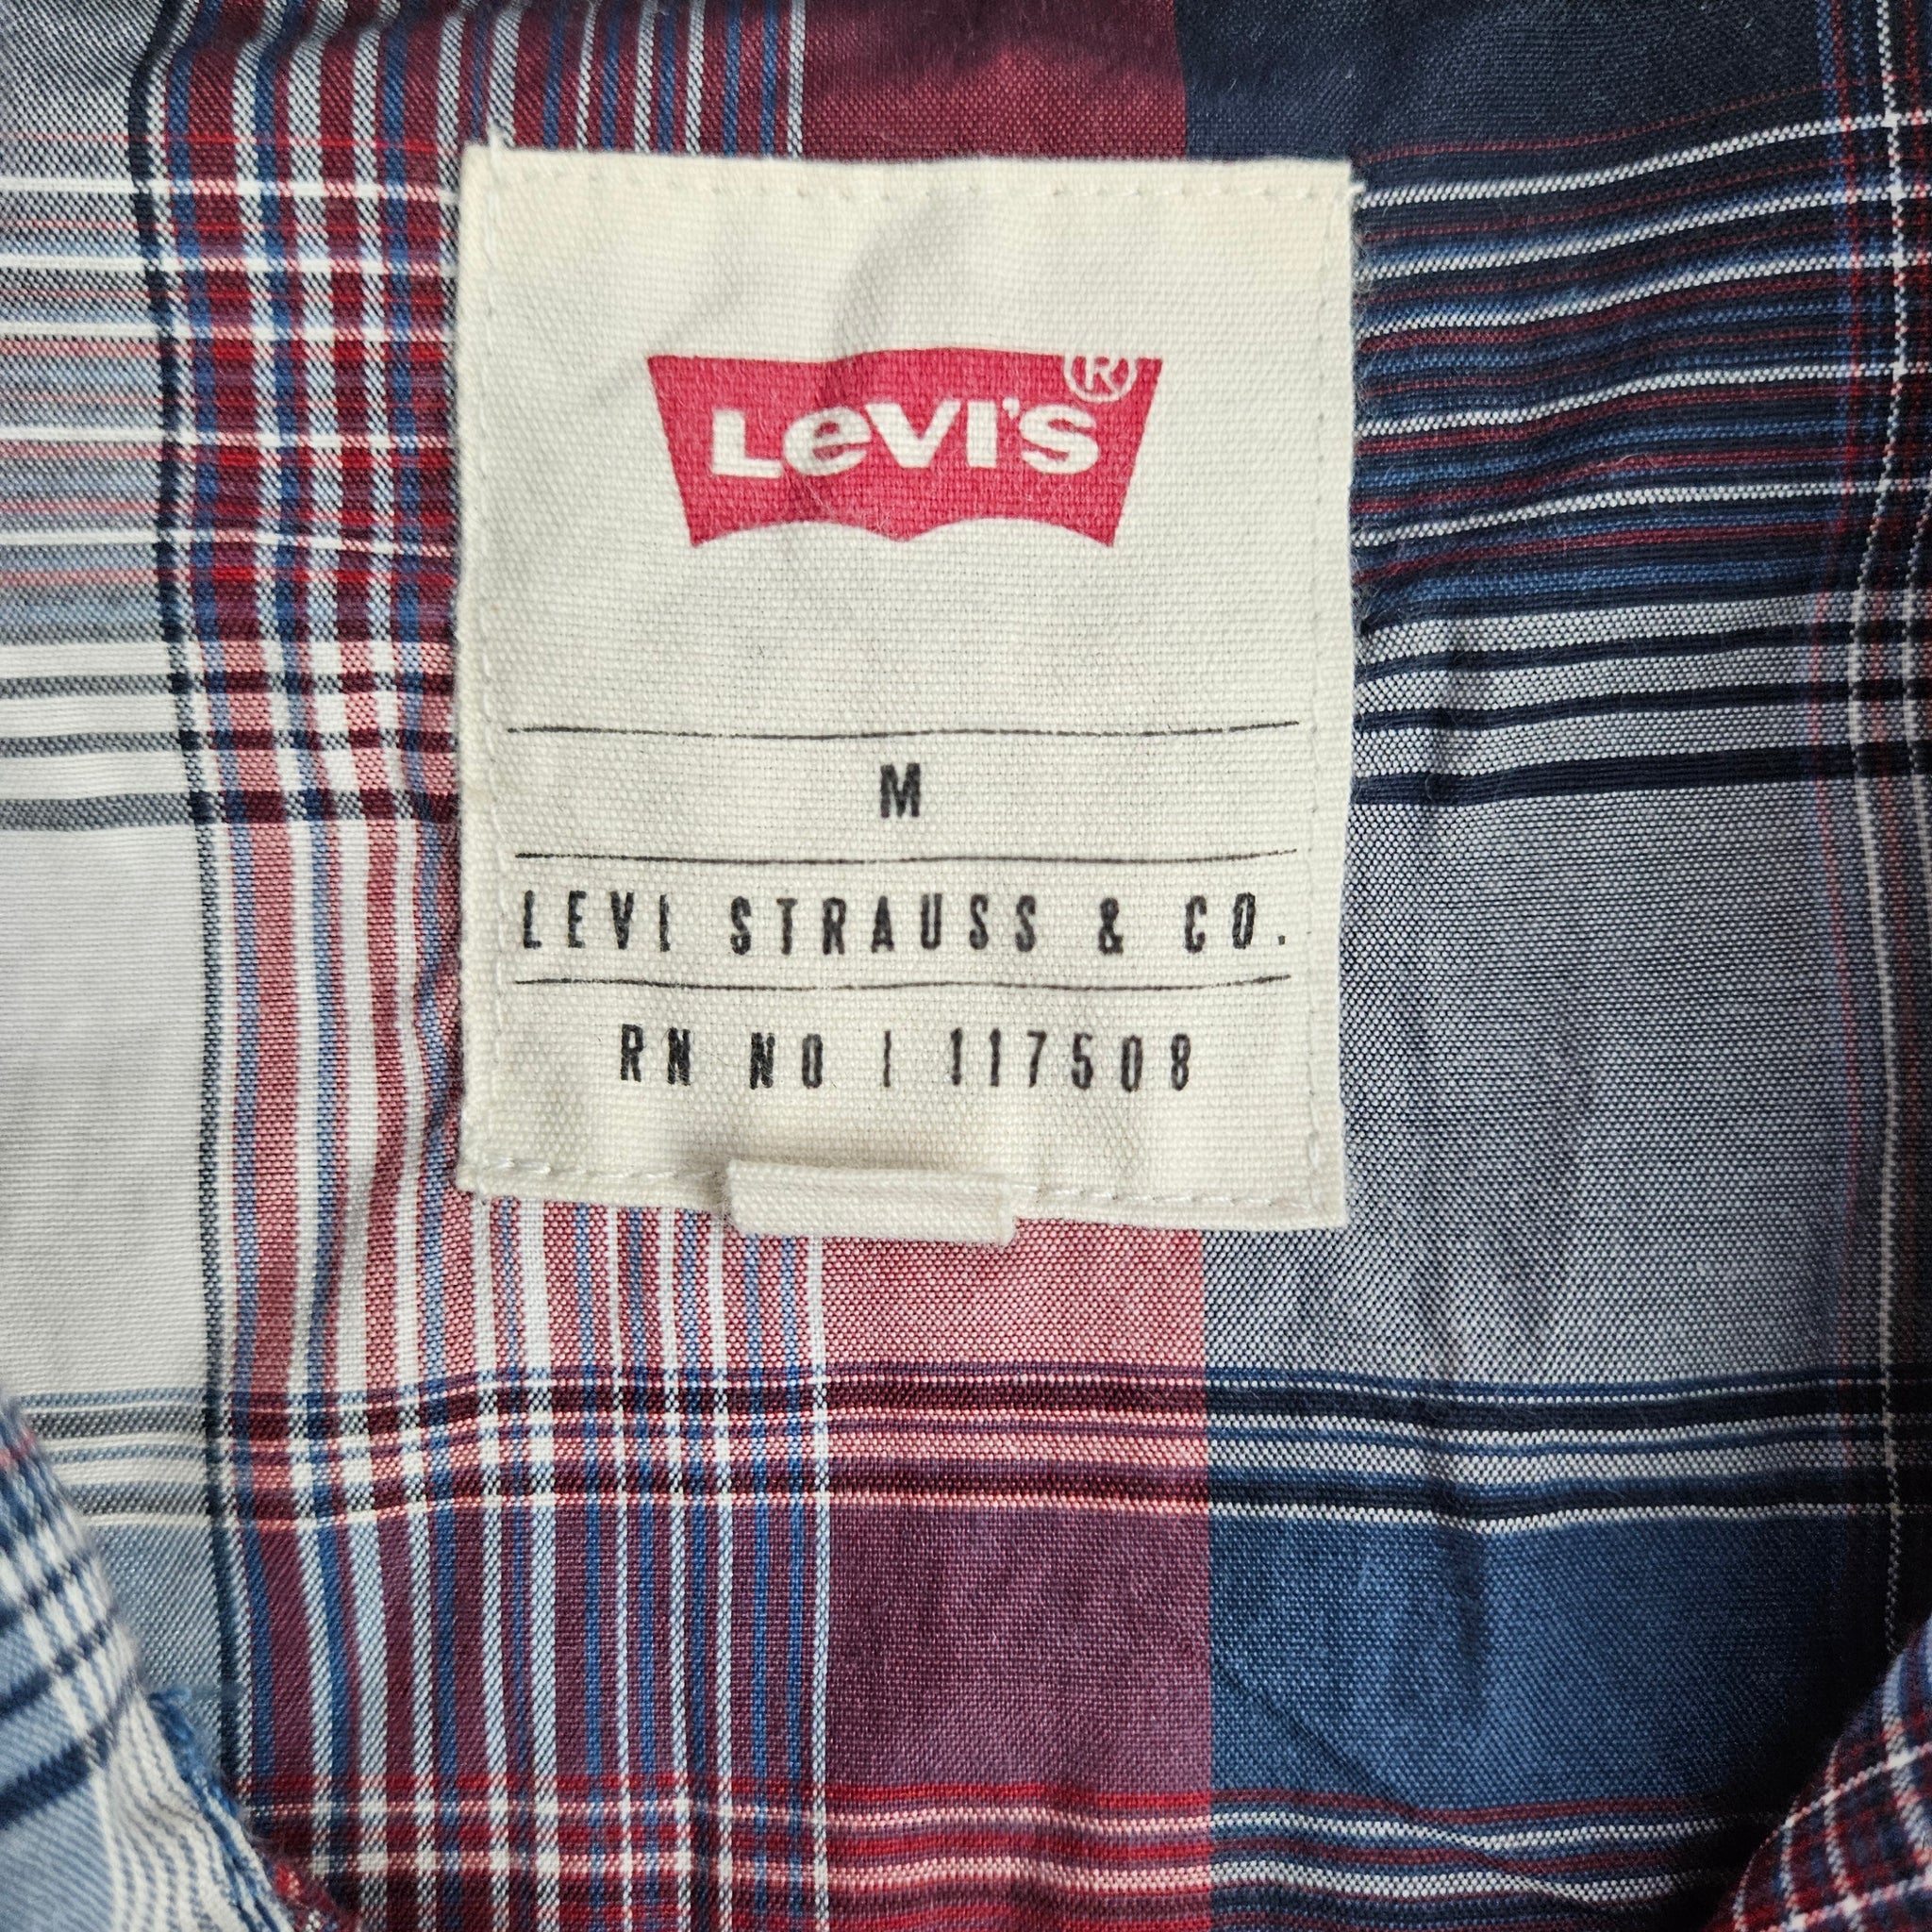 Levi's®
M
LEVI STRAUSS & CO.
RN NO | 117508